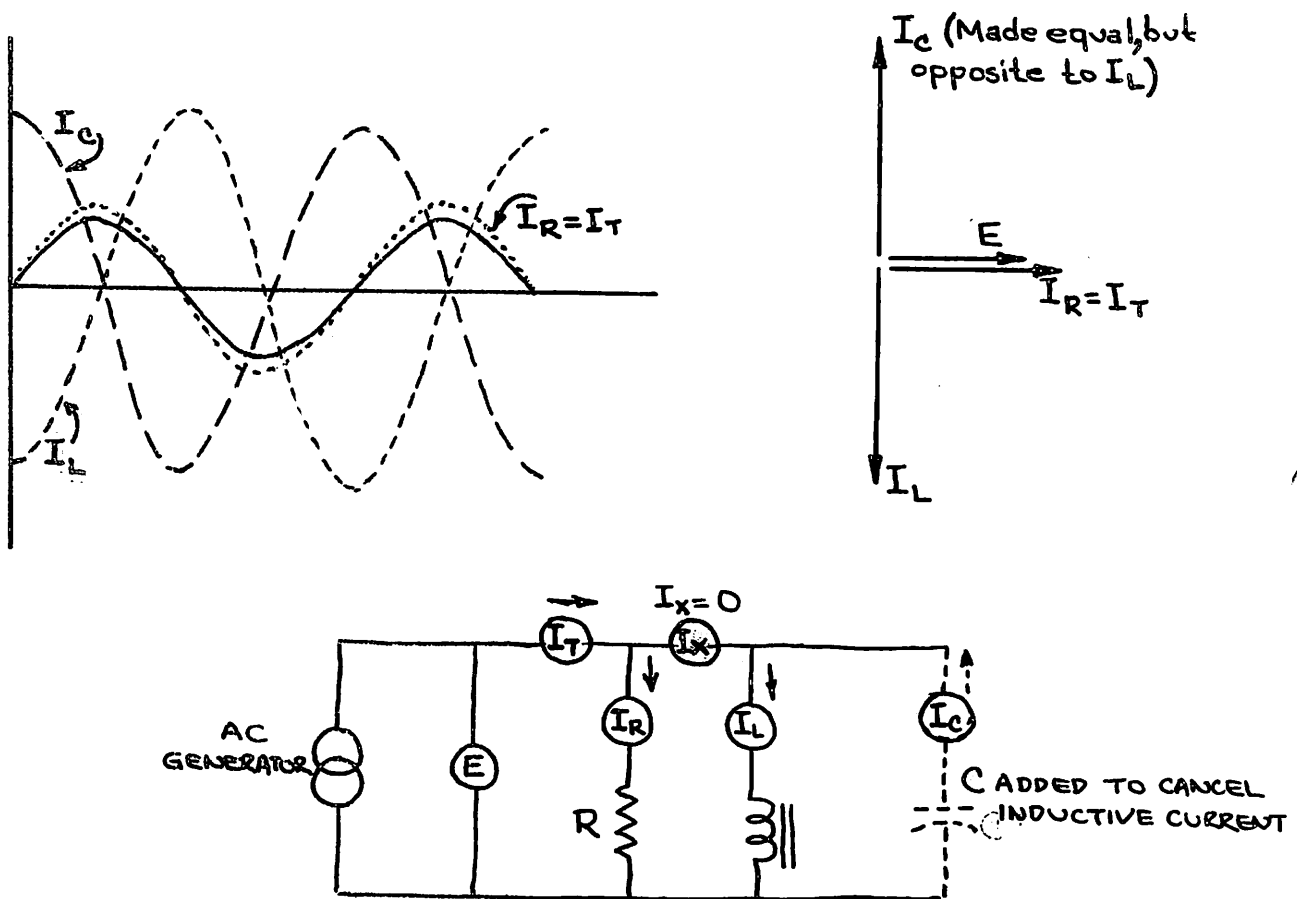 I_C (Made equal, but
opposite to I_L)
I_C
I_R = I_T
E
I_R = I_T
I_L
I_L
I_X = 0
I_T
I_X
I_R
I_L
I_C
AC
GENERATOR
E
R
C ADDED TO CANCEL
INDUCTIVE CURRENT